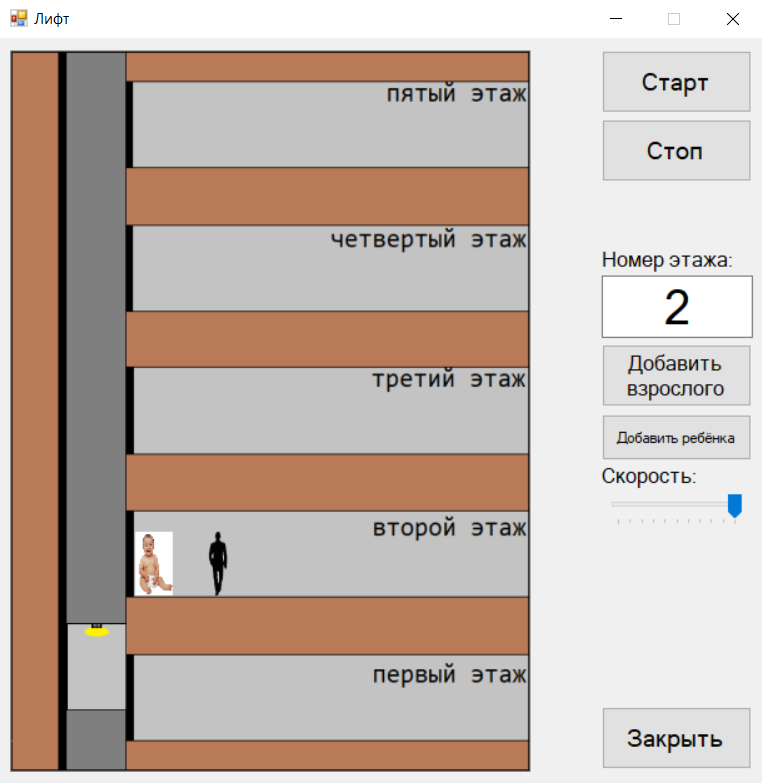 Лифт
пятый этаж
четвертый этаж
третий этаж
второй этаж
первый этаж
Старт
Стоп
Номер этажа:
2
Добавить
взрослого
Добавить ребёнка
Скорость:
Закрыть